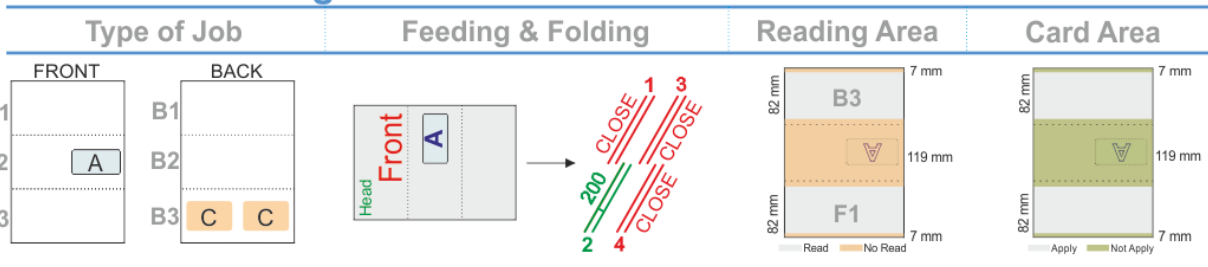 Type of Job
Feeding & Folding
Reading Area
Card Area
FRONT
BACK
1
2
3
A
B1
B2
B3
C C
Head
Front
A
1
3
CLOSE
CLOSE
200
CLOSE
2
4
7 mm
82 mm
B3
A
119 mm
82 mm
F1
7 mm
Read
No Read
7 mm
82 mm
A
119 mm
82 mm
7 mm
Apply
Not Apply